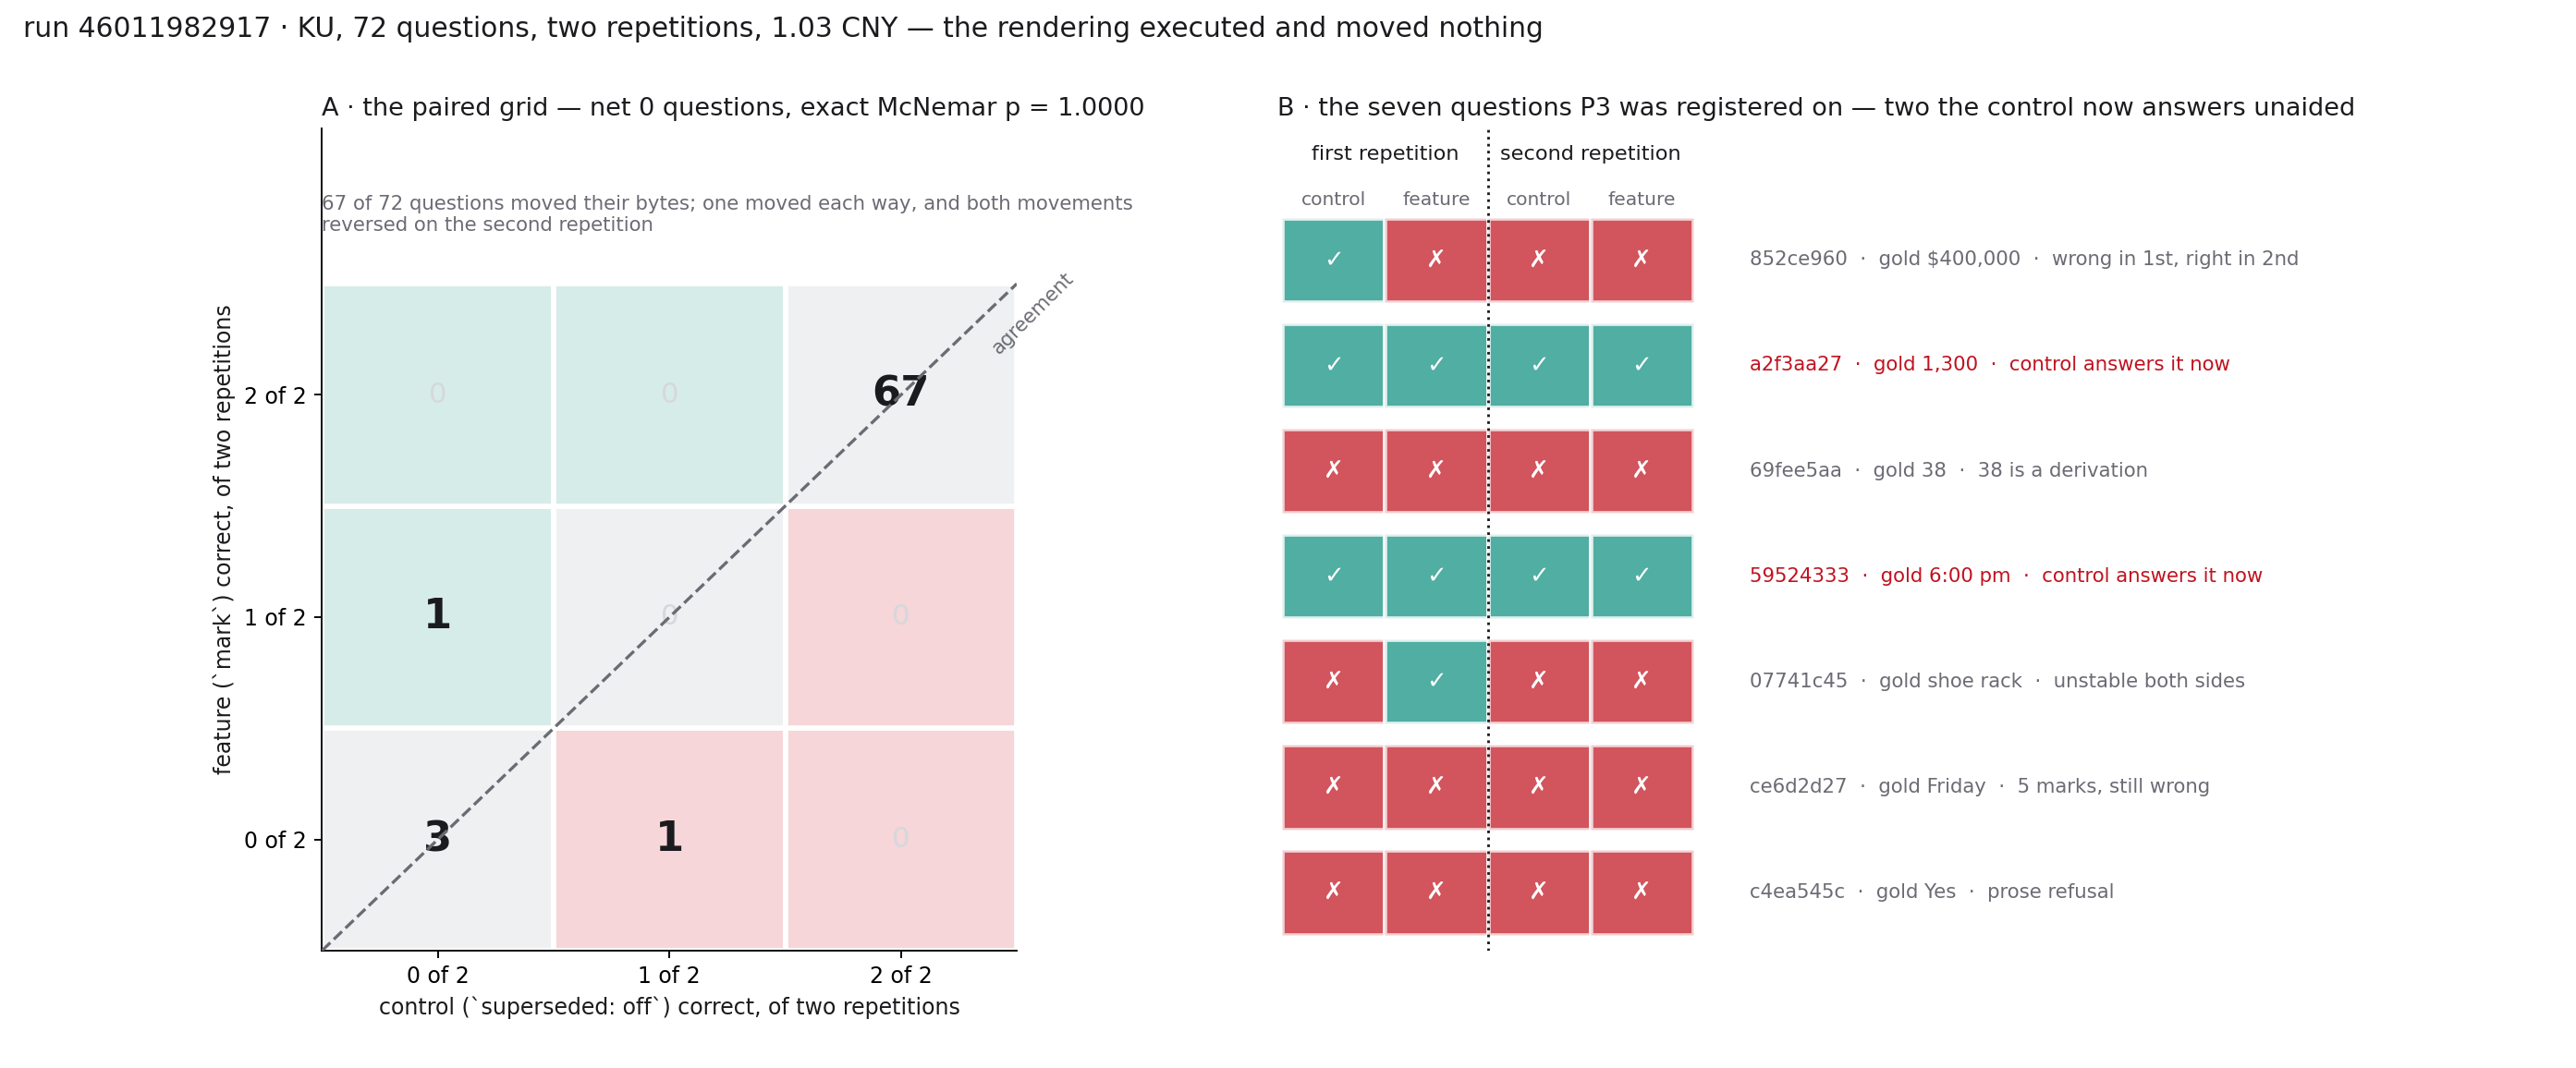 run 46011982917 · KU, 72 questions, two repetitions, 1.03 CNY — the rendering executed and moved nothing
A · the paired grid — net 0 questions, exact McNemar p = 1.0000
67 of 72 questions moved their bytes; one moved each way, and both movements
reversed on the second repetition
agreement
feature (`mark`) correct, of two repetitions
2 of 2
0
0
67
1 of 2
1
0
0
0 of 2
3
1
0
0 of 2
1 of 2
2 of 2
control (`superseded: off`) correct, of two repetitions
B · the seven questions P3 was registered on — two the control now answers unaided
first repetition
second repetition
control
feature
control
feature
✓ ✗ ✗ ✗ 852ce960 · gold $400,000 · wrong in 1st, right in 2nd
✓ ✓ ✓ ✓ a2f3aa27 · gold 1,300 · control answers it now
✗ ✗ ✗ ✗ 69fee5aa · gold 38 · 38 is a derivation
✓ ✓ ✓ ✓ 59524333 · gold 6:00 pm · control answers it now
✗ ✓ ✗ ✗ 07741c45 · gold shoe rack · unstable both sides
✗ ✗ ✗ ✗ ce6d2d27 · gold Friday · 5 marks, still wrong
✗ ✗ ✗ ✗ c4ea545c · gold Yes · prose refusal